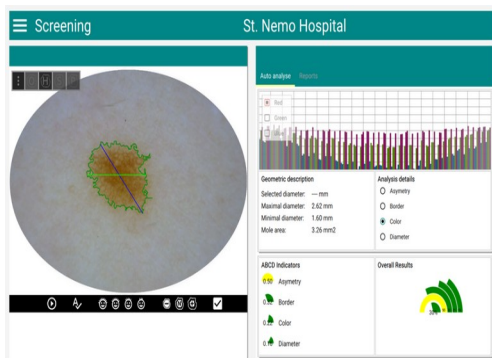 Screening
St. Nemo Hospital
Auto analyse Reports
Red
Green
Geometric description
Selected diameter: --- mm
Maximal diameter: 2.62 mm
Minimal diameter: 1.60 mm
Mole area: 3.26 mm2
Analysis details
Asymetry
Border
Color
Diameter
ABCD Indicators
0.50 Asymetry
Border
Color
Diameter
Overall Results